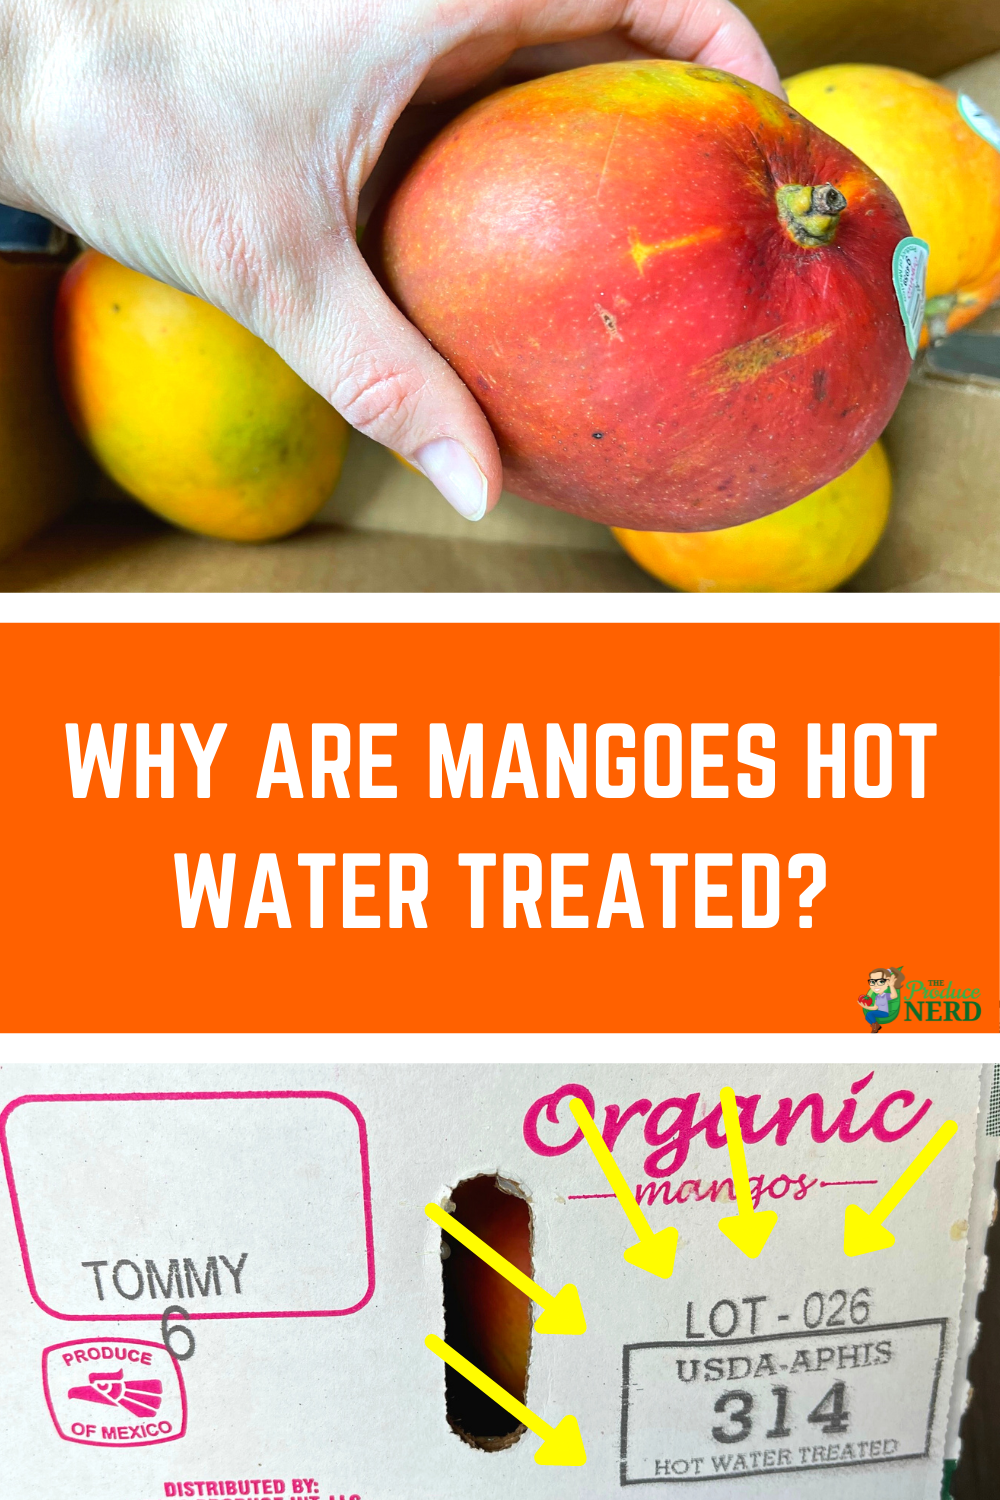 WHY ARE MANGOES HOT
WATER TREATED?
THE
Produce
NERD
Organic
mangos
TOMMY
6
PRODUCE
OF MEXÍCO
LOT - 026
USDA-APHIS
314
HOT WATER TREATED
DISTRIBUTED BY: